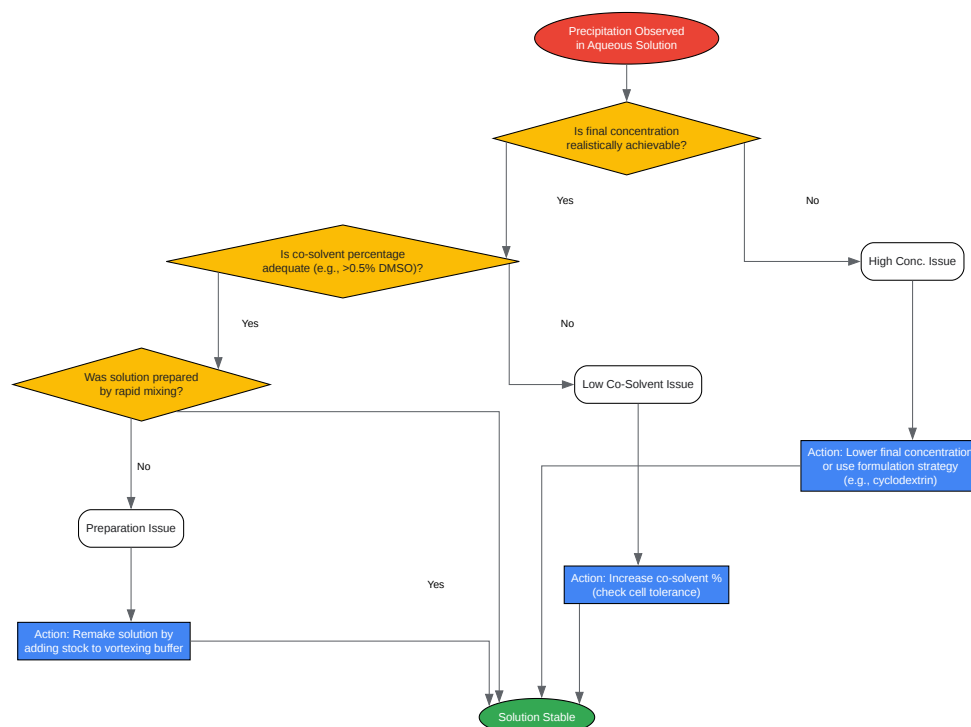 Precipitation Observed
in Aqueous Solution
Is final concentration
realistically achievable?
Yes
No
Is co-solvent percentage
adequate (e.g., >0.5% DMSO)?
High Conc. Issue
Yes
No
Was solution prepared
by rapid mixing?
Low Co-Solvent Issue
Action: Lower final concentration
or use formulation strategy
(e.g., cyclodextrin)
No
Preparation Issue
Action: Increase co-solvent %
(check cell tolerance)
Yes
Action: Remake solution by
adding stock to vortexing buffer
Solution Stable